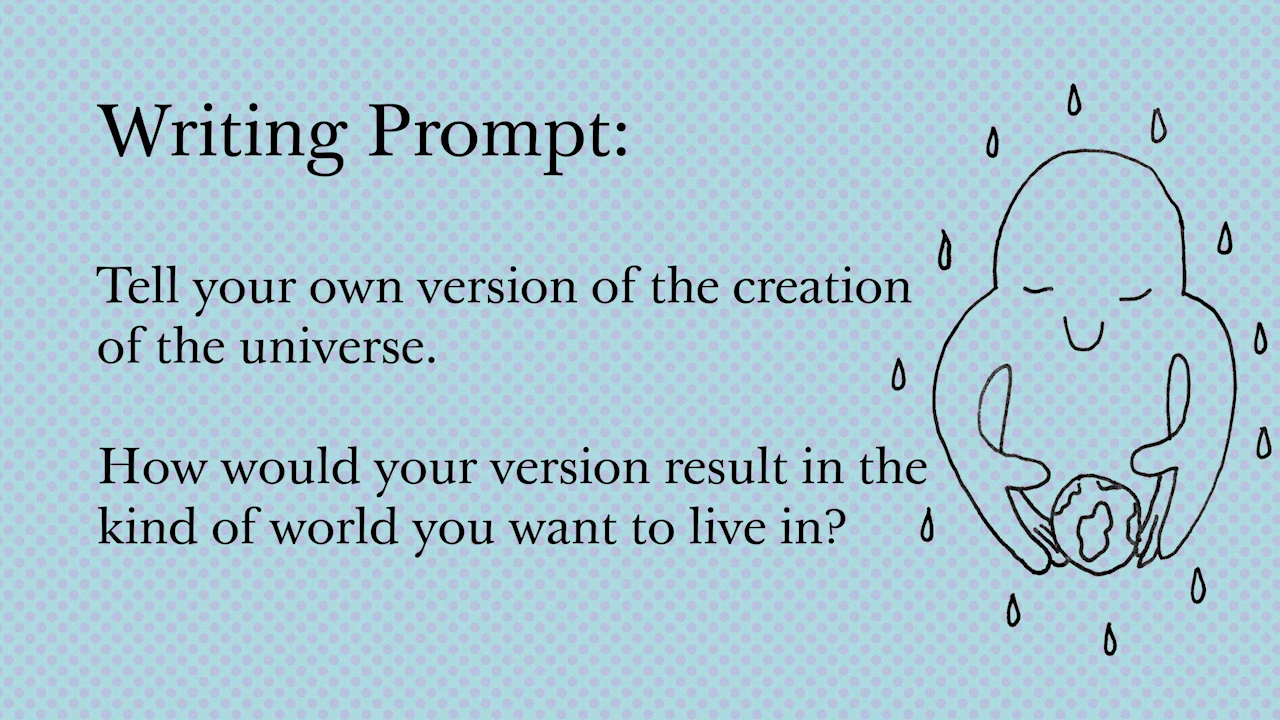 Writing Prompt:
Tell your own version of the creation
of the universe.
How would your version result in the
kind of world you want to live in?